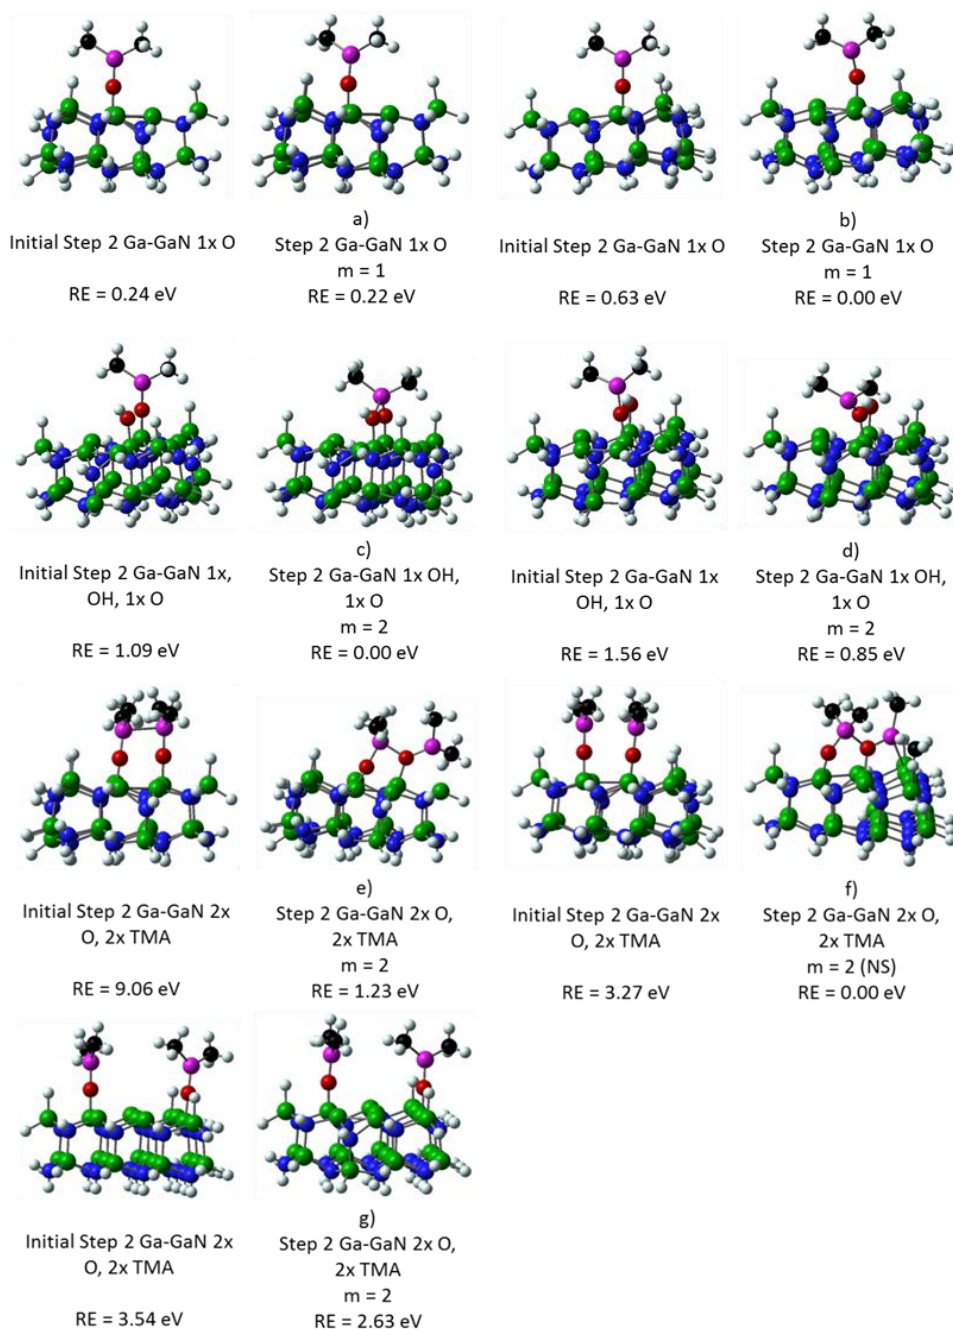 a)
b)
Initial Step 2 Ga-GaN 1x O
Step 2 Ga-GaN 1x O
Initial Step 2 Ga-GaN 1x O
Step 2 Ga-GaN 1x O
m = 1
m = 1
RE = 0.24 eV
RE = 0.22 eV
RE = 0.63 eV
RE = 0.00 eV
c)
d)
Initial Step 2 Ga-GaN 1x,
OH, 1x O
Step 2 Ga-GaN 1x OH,
1x O
Initial Step 2 Ga-GaN 1x
OH, 1x O
Step 2 Ga-GaN 1x OH,
1x O
m = 2
m = 2
RE = 1.09 eV
RE = 0.00 eV
RE = 1.56 eV
RE = 0.85 eV
e)
f)
Initial Step 2 Ga-GaN 2x
O, 2x TMA
Step 2 Ga-GaN 2x O,
2x TMA
Initial Step 2 Ga-GaN 2x
O, 2x TMA
Step 2 Ga-GaN 2x O,
2x TMA
m = 2
m = 2 (NS)
RE = 9.06 eV
RE = 1.23 eV
RE = 3.27 eV
RE = 0.00 eV
g)
Initial Step 2 Ga-GaN 2x
O, 2x TMA
Step 2 Ga-GaN 2x O,
2x TMA
m = 2
RE = 3.54 eV
RE = 2.63 eV